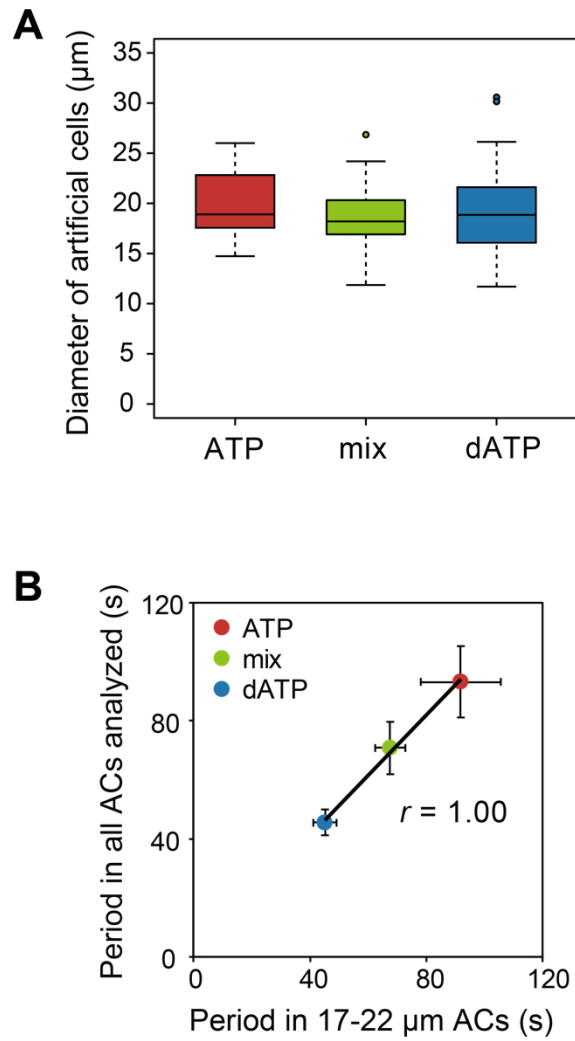 A
Diameter of artificial cells (μm)
35
30
25
20
15
10
5
0
ATP mix dATP
B
Period in all ACs analyzed (s)
120
80
40
0
ATP
mix
dATP
r = 1.00
0 40 80 120
Period in 17-22 μm ACs (s)